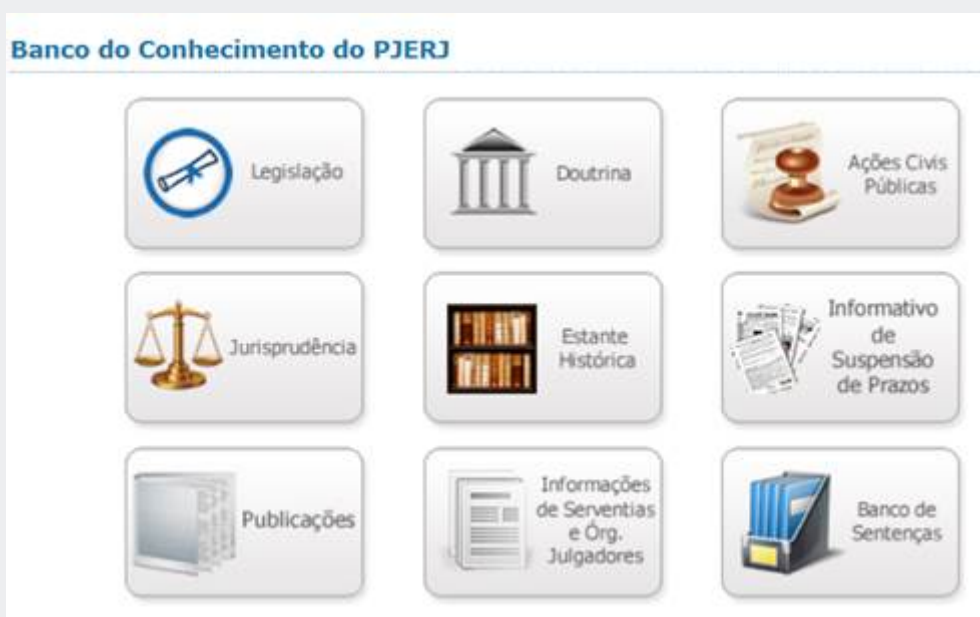 Banco do Conhecimento do PJERJ
Legislação
Doutrina
Ações Civis
Públicas
Jurisprudência
Estante
Histórica
Informativo
de
Suspensão
de Prazos
Publicações
Informações
de Serventias
e Órg.
Julgadores
Banco de
Sentenças